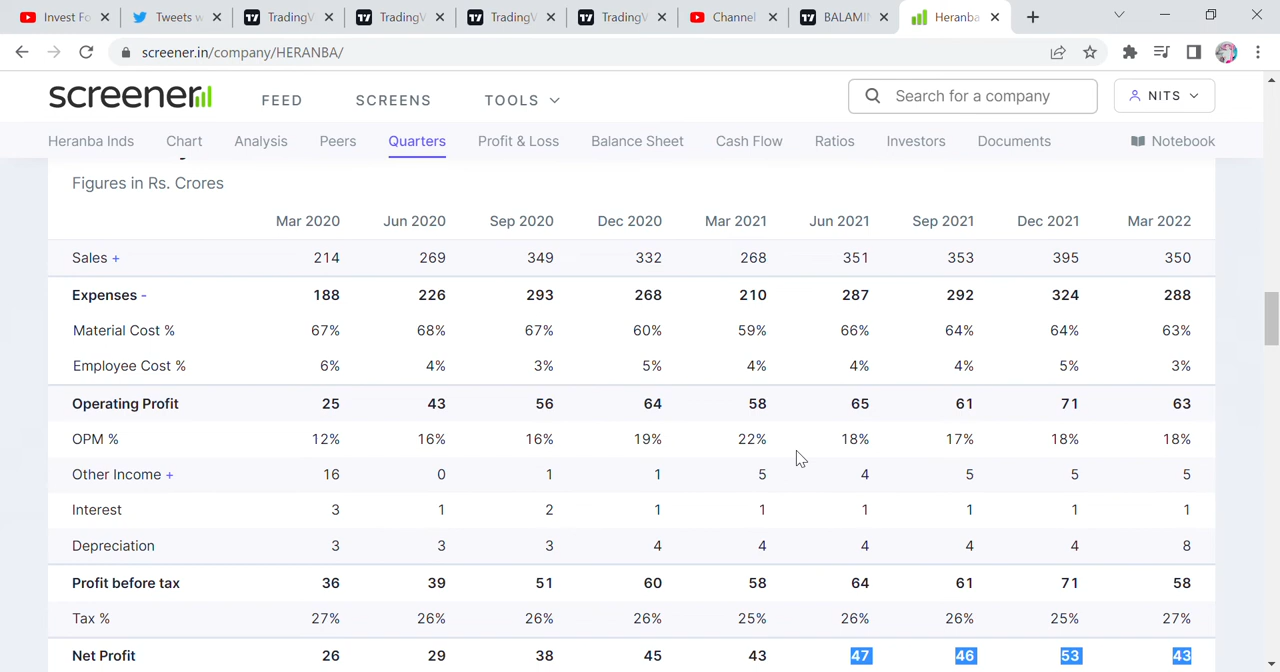 Invest Fo
Tweets w
TradingV
TradingV
TradingV
TradingV
Channel
BALAMI
Heranba
screener.in/company/HERANBA/
screener
FEED
SCREENS
TOOLS
Search for a company
NITS
Heranba Inds
Chart
Analysis
Peers
Quarters
Profit & Loss
Balance Sheet
Cash Flow
Ratios
Investors
Documents
Notebook
Figures in Rs. Crores
Mar 2020 Jun 2020 Sep 2020 Dec 2020 Mar 2021 Jun 2021 Sep 2021 Dec 2021 Mar 2022
Sales + 214 269 349 332 268 351 353 395 350
Expenses - 188 226 293 268 210 287 292 324 288
Material Cost % 67% 68% 67% 60% 59% 66% 64% 64% 63%
Employee Cost % 6% 4% 3% 5% 4% 4% 4% 5% 3%
Operating Profit 25 43 56 64 58 65 61 71 63
OPM % 12% 16% 16% 19% 22% 18% 17% 18% 18%
Other Income + 16 0 1 1 5 4 5 5 5
Interest 3 1 2 1 1 1 1 1 1
Depreciation 3 3 3 4 4 4 4 4 8
Profit before tax 36 39 51 60 58 64 61 71 58
Tax % 27% 26% 26% 26% 25% 26% 26% 25% 27%
Net Profit 26 29 38 45 43 47 46 53 43